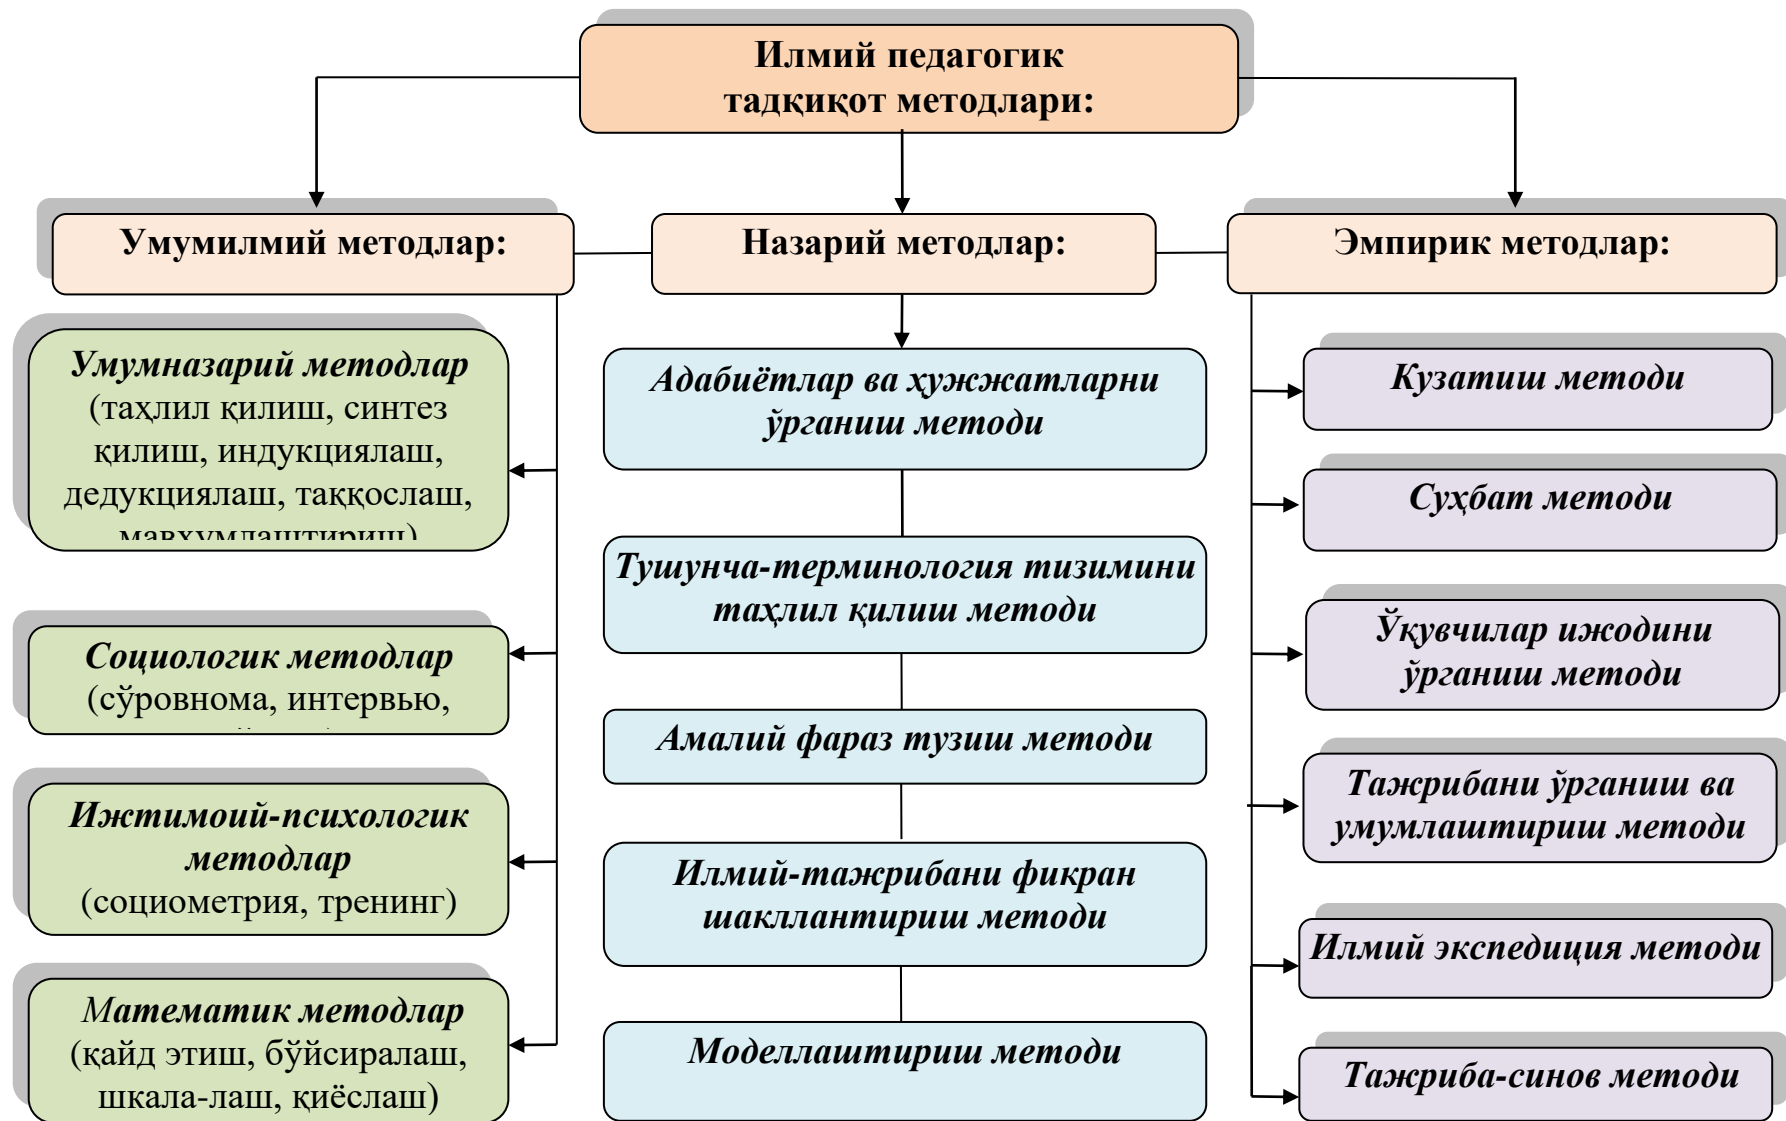 Илмий педагогик
тадқиқот методлари:
Умумилмий методлар:
Назарий методлар:
Эмпирик методлар:
Умумназарий методлар
(таҳлил қилиш, синтез
қилиш, индукциялаш,
дедукциялаш, таққослаш,
мавҳумлаштириш)
Социологик методлар
(сўровнома, интервью,
Ижтимоий-психологик
методлар
(социометрия, тренинг)
Математик методлар
(қайд этиш, бўйсиралаш,
шкала-лаш, қиёслаш)
Адабиётлар ва ҳужжатларни
ўрганиш методи
Тушунча-терминология тизимини
таҳлил қилиш методи
Амалий фараз тузиш методи
Илмий-тажрибани фикран
шакллантириш методи
Моделлаштириш методи
Кузатиш методи
Суҳбат методи
Ўқувчилар ижодини
ўрганиш методи
Тажрибани ўрганиш ва
умумлаштириш методи
Илмий экспедиция методи
Тажриба-синов методи